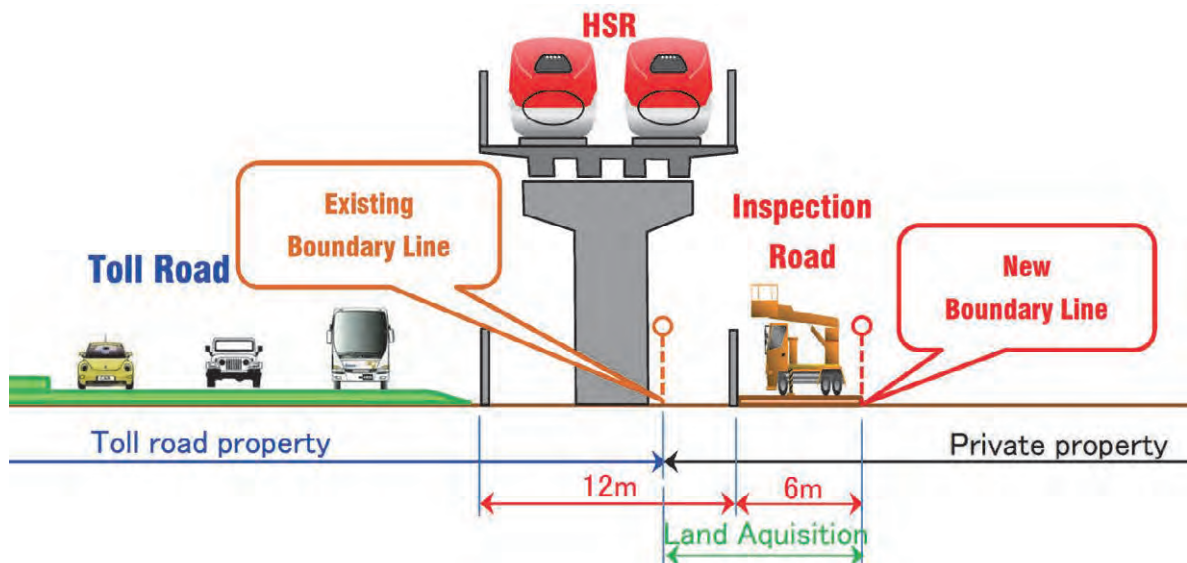 HSR
Existing
Boundary Line
Inspection
Road
New
Boundary Line
Toll Road
Toll road property
Private property
12m
6m
Land Aquisition